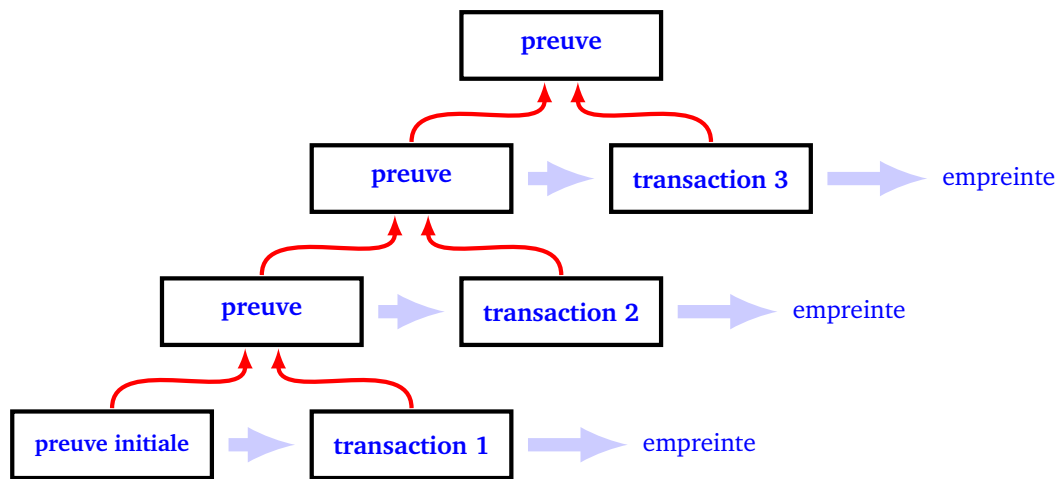 preuve
preuve
transaction 3
empreinte
preuve
transaction 2
empreinte
preuve initiale
transaction 1
empreinte